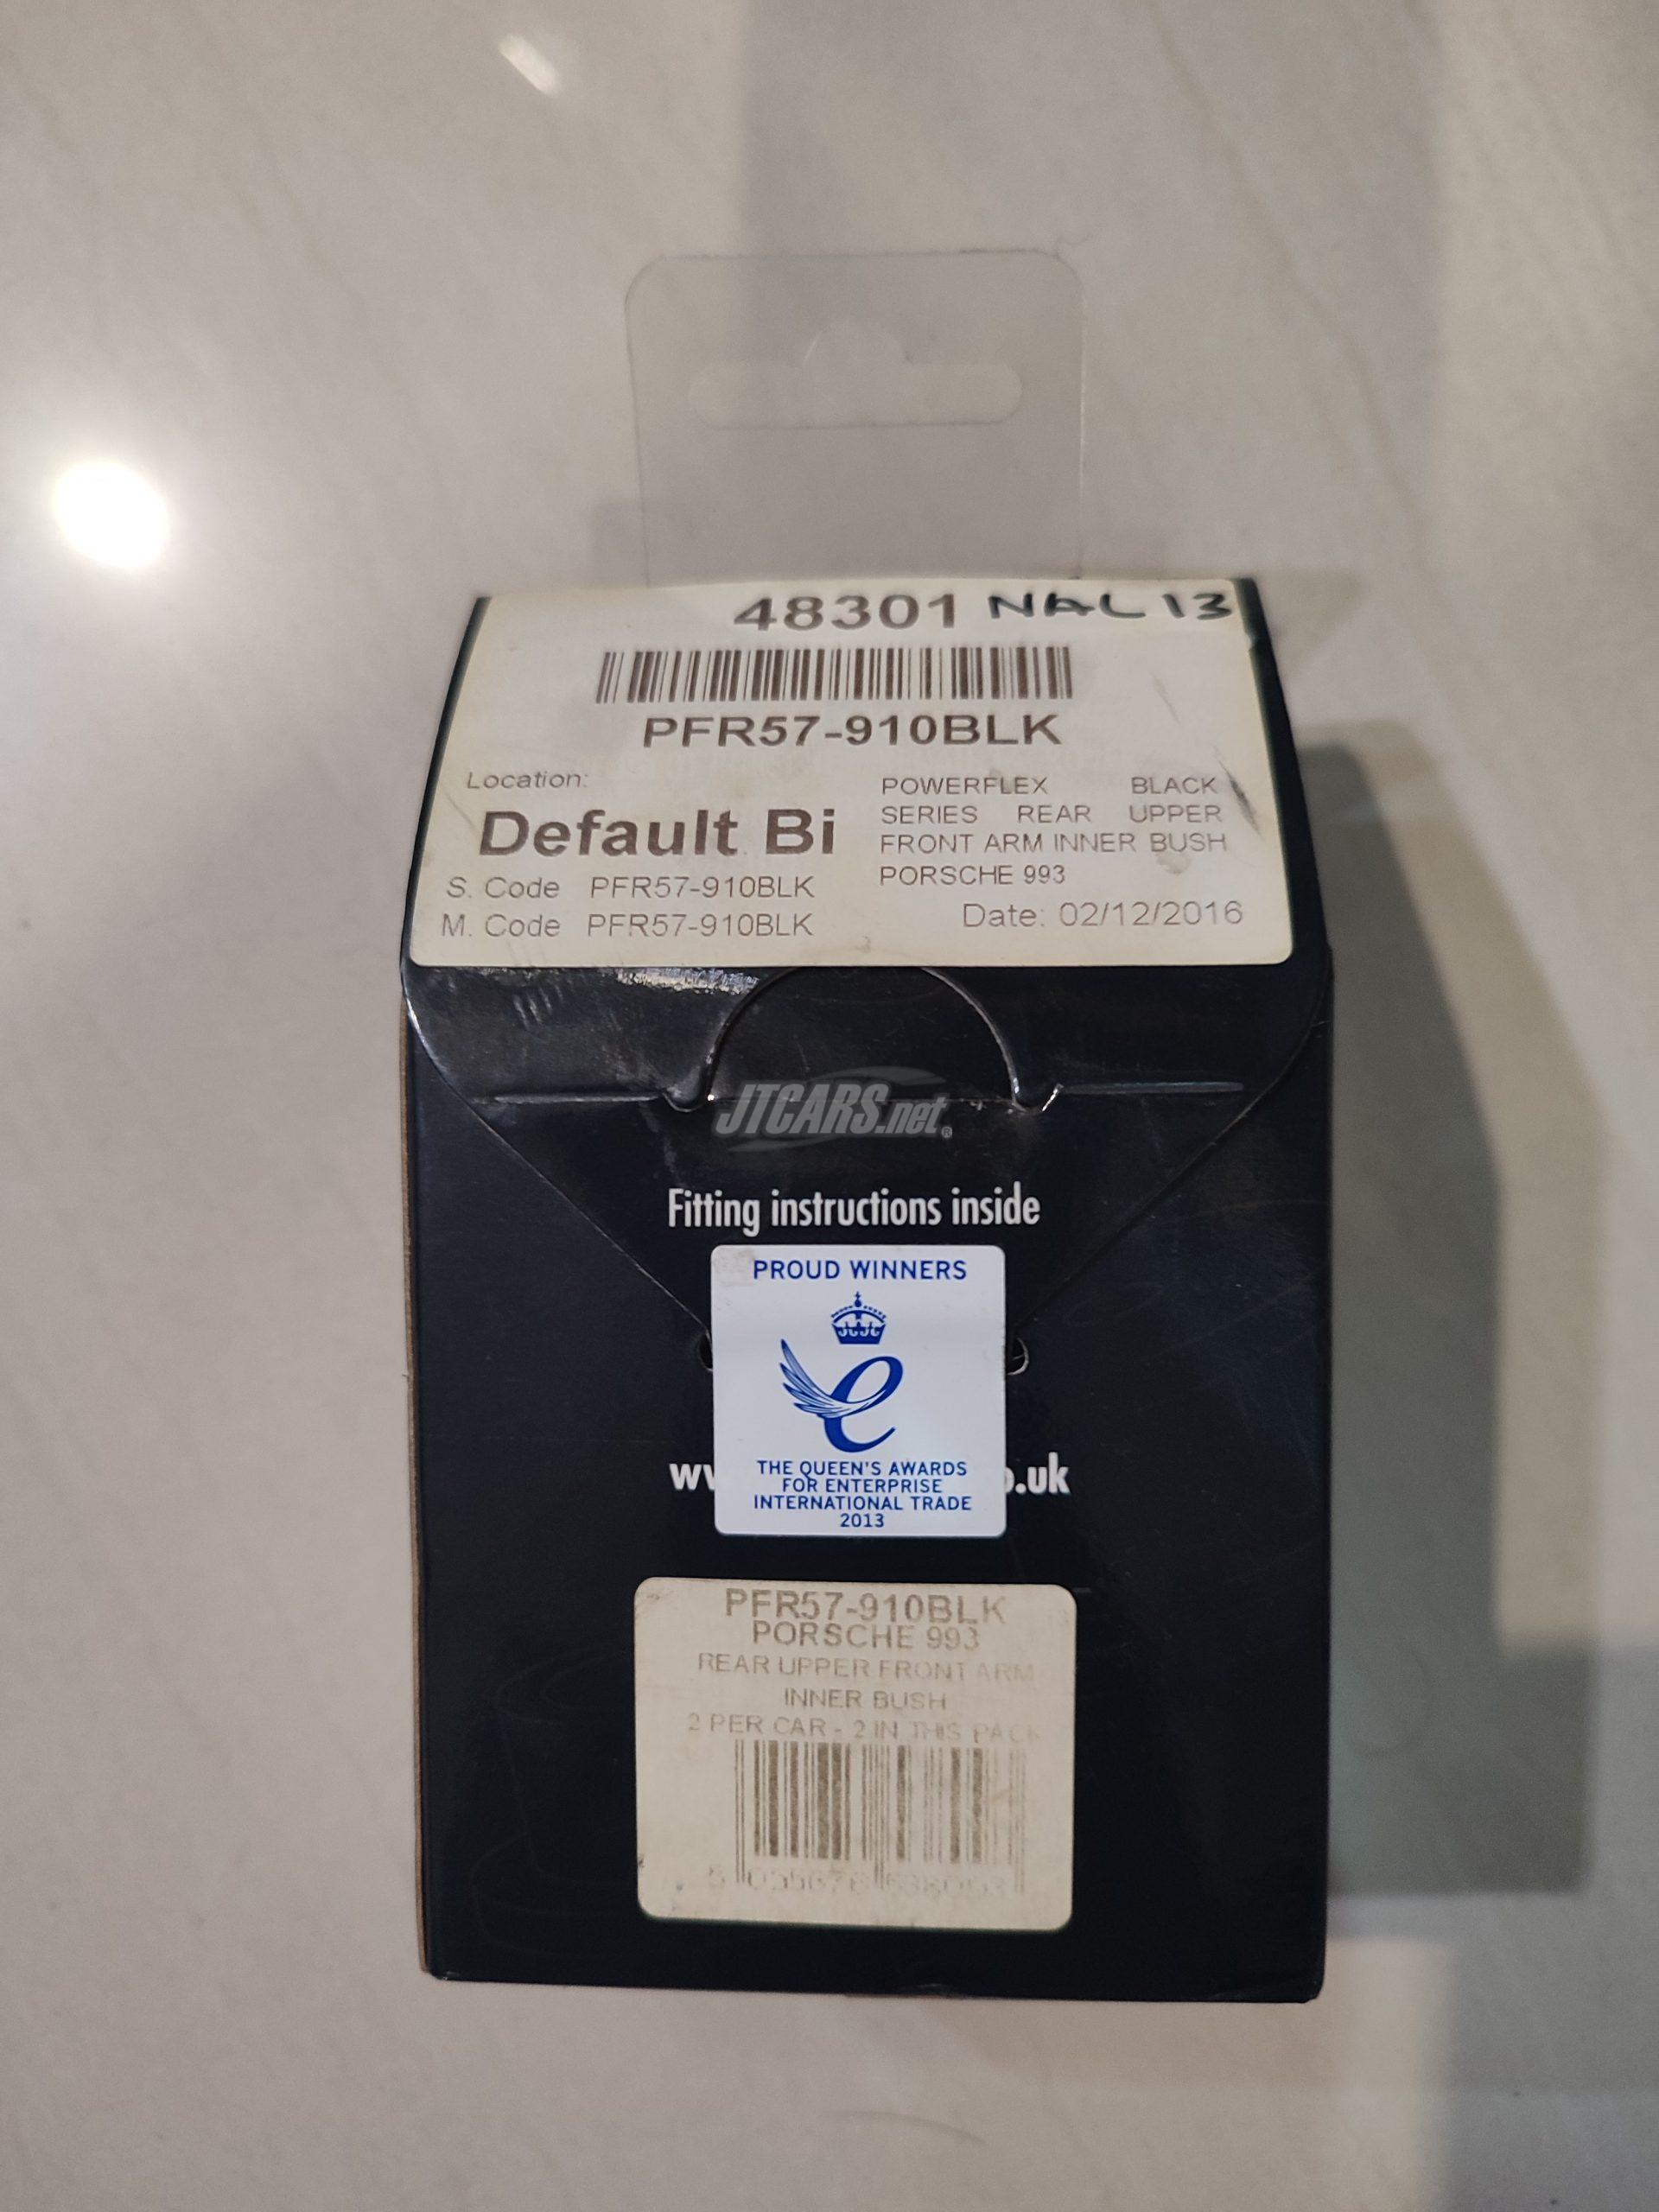 48301 NAL 13
PFR57-910BLK
Location:
Default Bi
S. Code PFR57-910BLK
M. Code PFR57-910BLK
POWERFLEX BLACK
SERIES REAR UPPER
FRONT ARM INNER BUSH
PORSCHE 993
Date: 02/12/2016
JTCARS.net
Fitting instructions inside
PROUD WINNERS
THE QUEEN'S AWARDS
FOR ENTERPRISE
INTERNATIONAL TRADE
2013
.uk
PFR57-910BLK
PORSCHE 993
REAR UPPER FRONT ARM
INNER BUSH
2 PER CAR - 2 IN THIS PACK